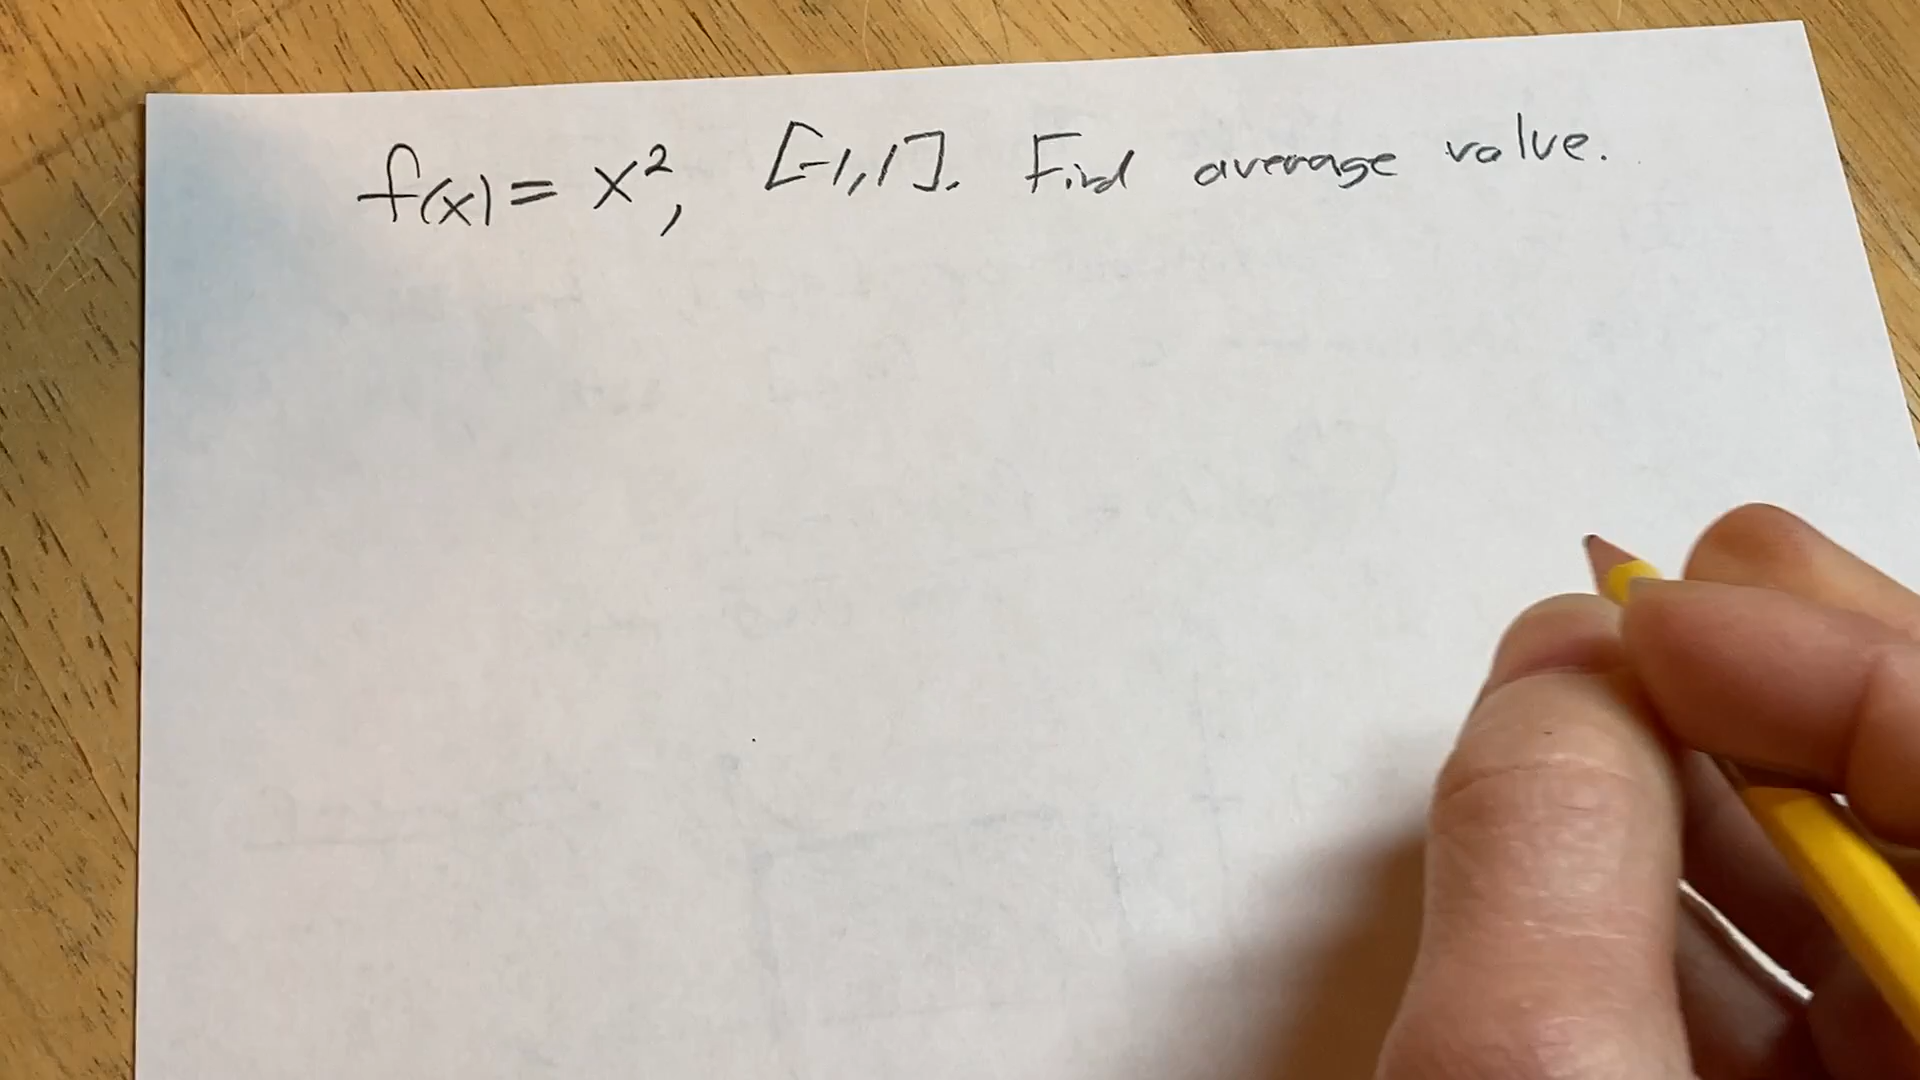 f(x) = x², [-1,1]. Find average value.